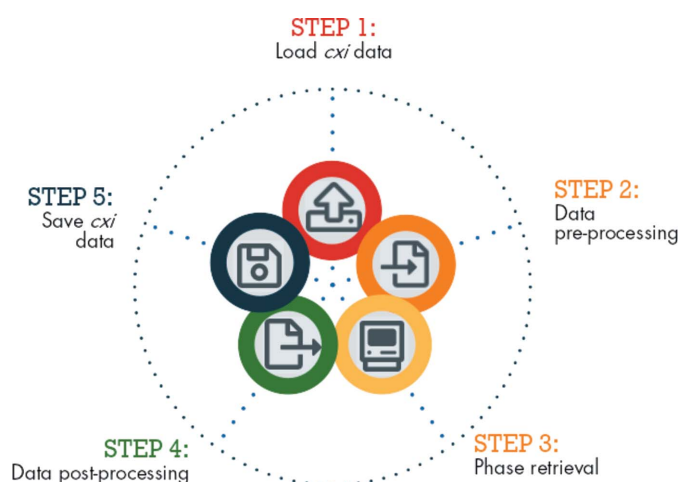 STEP 1:
Load cxi data
STEP 2:
Data
pre-processing
STEP 3:
Phase retrieval
STEP 4:
Data post-processing
STEP 5:
Save cxi
data